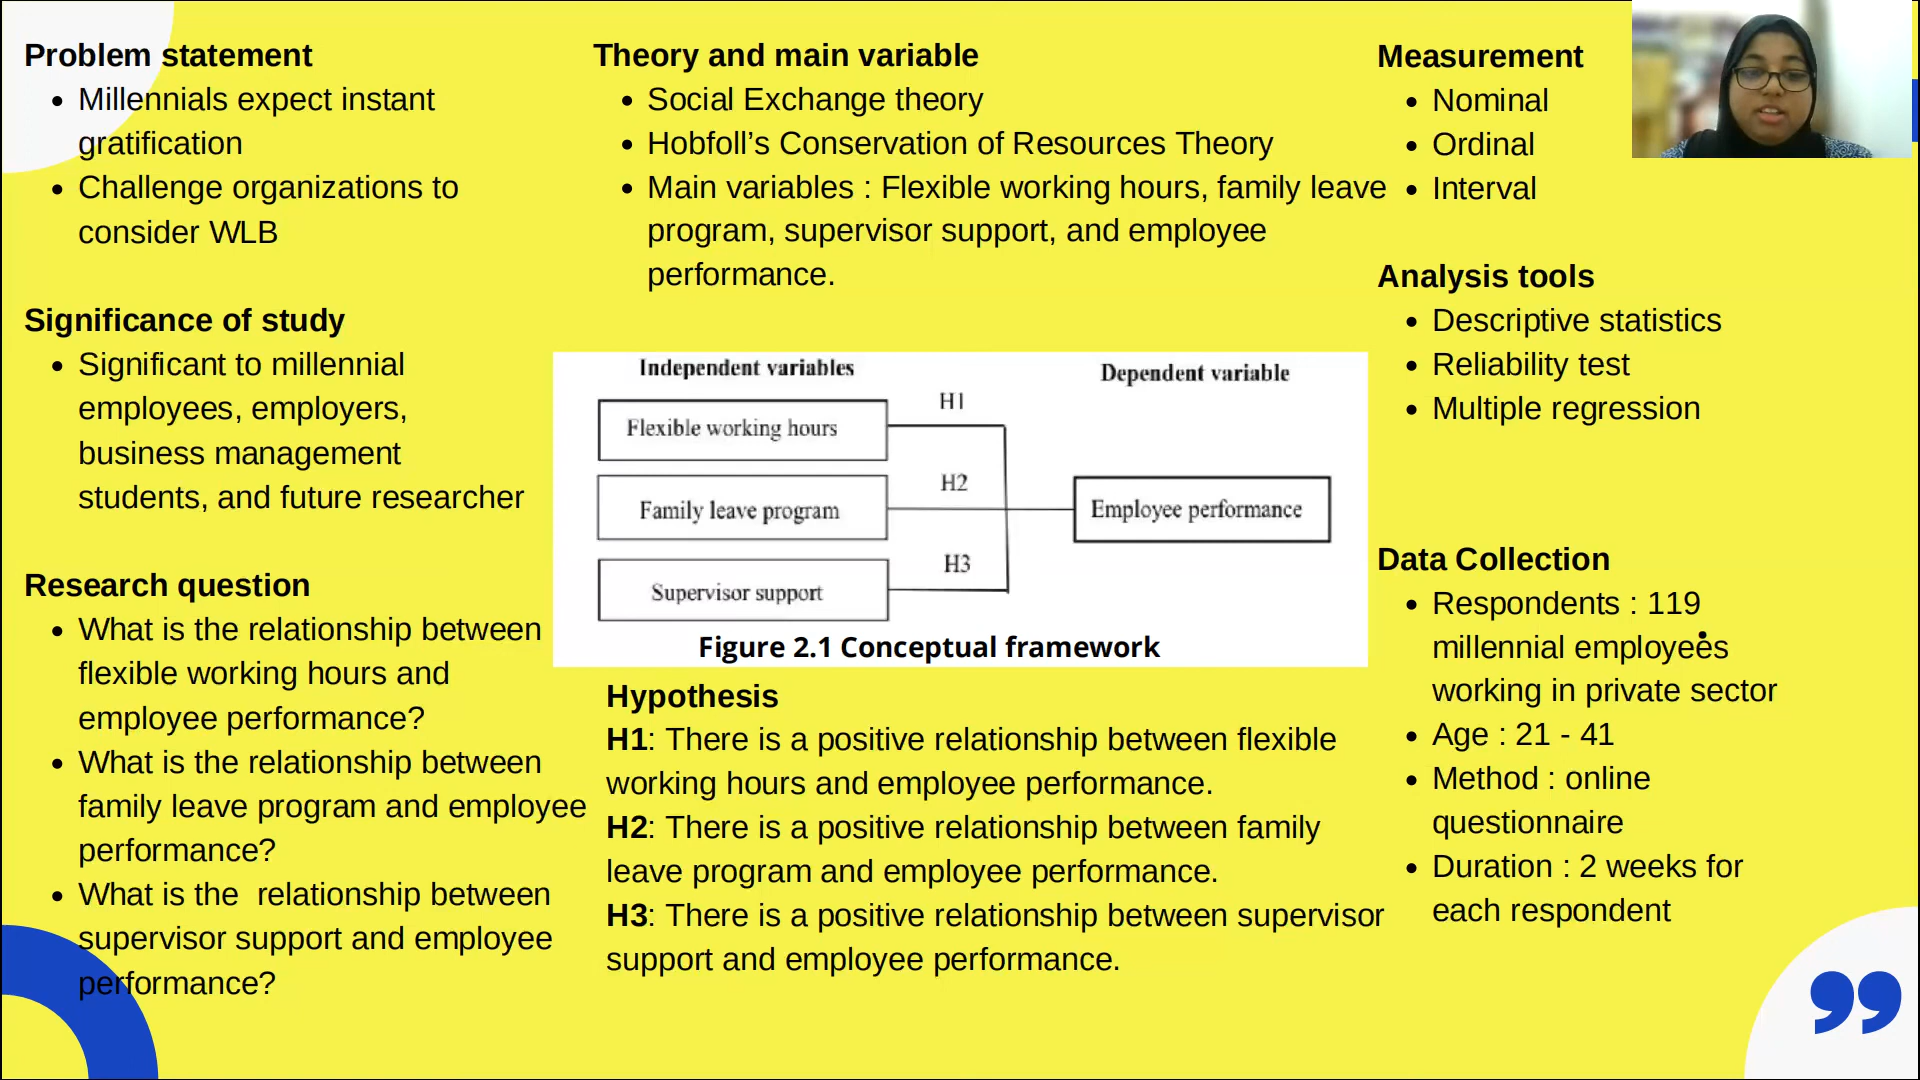 Problem statement
• Millennials expect instant
gratification
• Challenge organizations to
consider WLB
Significance of study
• Significant to millennial
employees, employers,
business management
students, and future researcher
Research question
• What is the relationship between
flexible working hours and
employee performance?
• What is the relationship between
family leave program and employee
performance?
• What is the  relationship between
supervisor support and employee
performance?
Theory and main variable
• Social Exchange theory
• Hobfoll’s Conservation of Resources Theory
• Main variables : Flexible working hours, family leave
program, supervisor support, and employee
performance.
Independent variables
Dependent variable
H1
Flexible working hours
H2
Family leave program
Employee performance
H3
Supervisor support
Figure 2.1 Conceptual framework
Hypothesis
H1: There is a positive relationship between flexible
working hours and employee performance.
H2: There is a positive relationship between family
leave program and employee performance.
H3: There is a positive relationship between supervisor
support and employee performance.
Measurement
• Nominal
• Ordinal
• Interval
Analysis tools
• Descriptive statistics
• Reliability test
• Multiple regression
Data Collection
• Respondents : 119
millennial employees
working in private sector
• Age : 21 - 41
• Method : online
questionnaire
• Duration : 2 weeks for
each respondent